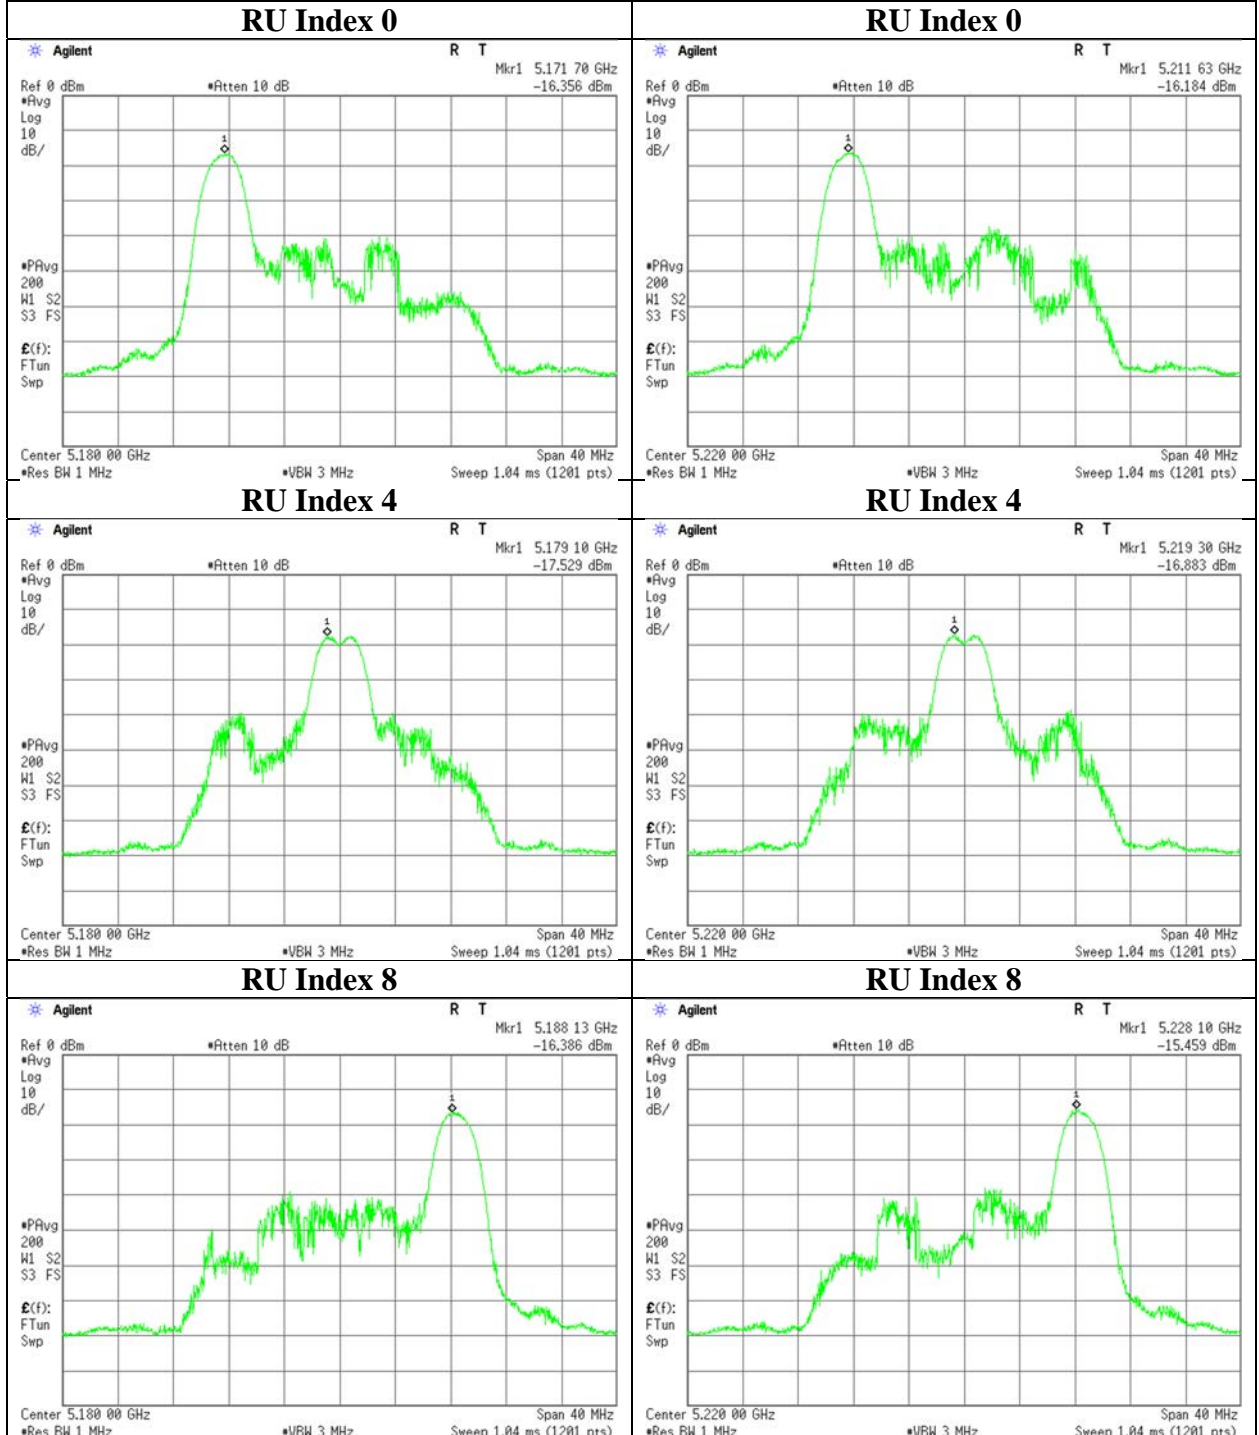 RU Index 0
Agilent
R T
Mkr1 5.171 70 GHz
Ref 0 dBm #Atten 10 dB -16.356 dBm
#Avg
Log
10
dB/
1
#PAvg
200
W1 S2
S3 FS
£(f):
FTun
Swp
Center 5.180 00 GHz Span 40 MHz
#Res BW 1 MHz #VBW 3 MHz Sweep 1.04 ms (1201 pts)
RU Index 0
Agilent
R T
Mkr1 5.211 63 GHz
Ref 0 dBm #Atten 10 dB -16.184 dBm
#Avg
Log
10
dB/
1
#PAvg
200
W1 S2
S3 FS
£(f):
FTun
Swp
Center 5.220 00 GHz Span 40 MHz
#Res BW 1 MHz #VBW 3 MHz Sweep 1.04 ms (1201 pts)
RU Index 4
Agilent
R T
Mkr1 5.179 10 GHz
Ref 0 dBm #Atten 10 dB -17.529 dBm
#Avg
Log
10
dB/
1
#PAvg
200
W1 S2
S3 FS
£(f):
FTun
Swp
Center 5.180 00 GHz Span 40 MHz
#Res BW 1 MHz #VBW 3 MHz Sweep 1.04 ms (1201 pts)
RU Index 4
Agilent
R T
Mkr1 5.219 30 GHz
Ref 0 dBm #Atten 10 dB -16.883 dBm
#Avg
Log
10
dB/
1
#PAvg
200
W1 S2
S3 FS
£(f):
FTun
Swp
Center 5.220 00 GHz Span 40 MHz
#Res BW 1 MHz #VBW 3 MHz Sweep 1.04 ms (1201 pts)
RU Index 8
Agilent
R T
Mkr1 5.188 13 GHz
Ref 0 dBm #Atten 10 dB -16.386 dBm
#Avg
Log
10
dB/
1
#PAvg
200
W1 S2
S3 FS
£(f):
FTun
Swp
Center 5.180 00 GHz Span 40 MHz
#Res BW 1 MHz #VBW 3 MHz Sweep 1.04 ms (1201 pts)
RU Index 8
Agilent
R T
Mkr1 5.228 10 GHz
Ref 0 dBm #Atten 10 dB -15.459 dBm
#Avg
Log
10
dB/
1
#PAvg
200
W1 S2
S3 FS
£(f):
FTun
Swp
Center 5.220 00 GHz Span 40 MHz
#Res BW 1 MHz #VBW 3 MHz Sweep 1.04 ms (1201 pts)